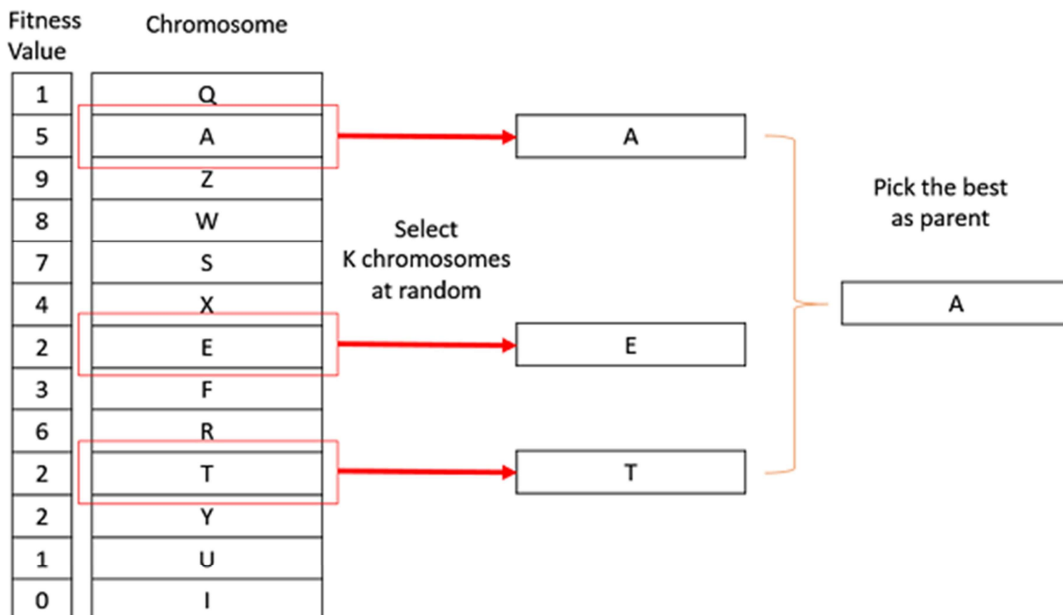 Fitness Value
Chromosome
1 Q
5 A
9 Z
8 W
7 S
4 X
2 E
3 F
6 R
2 T
2 Y
1 U
0 I
Select
K chromosomes
at random
A
E
T
Pick the best
as parent
A